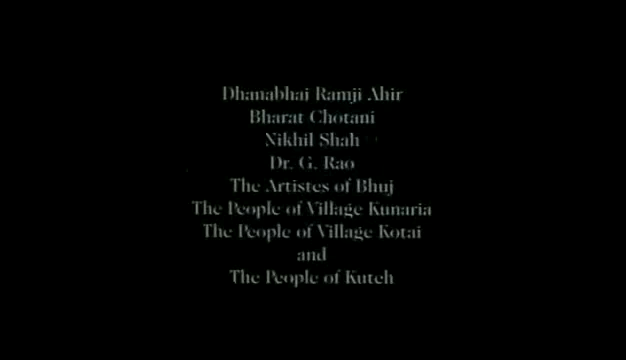 Dhanabhai Ramji Ahir
Bharat Chotani
Nikhil Shah
Dr. G. Rao
The Artistes of Bhuj
The People of Village Kunaria
The People of Village Kotai
and
The People of Kutch